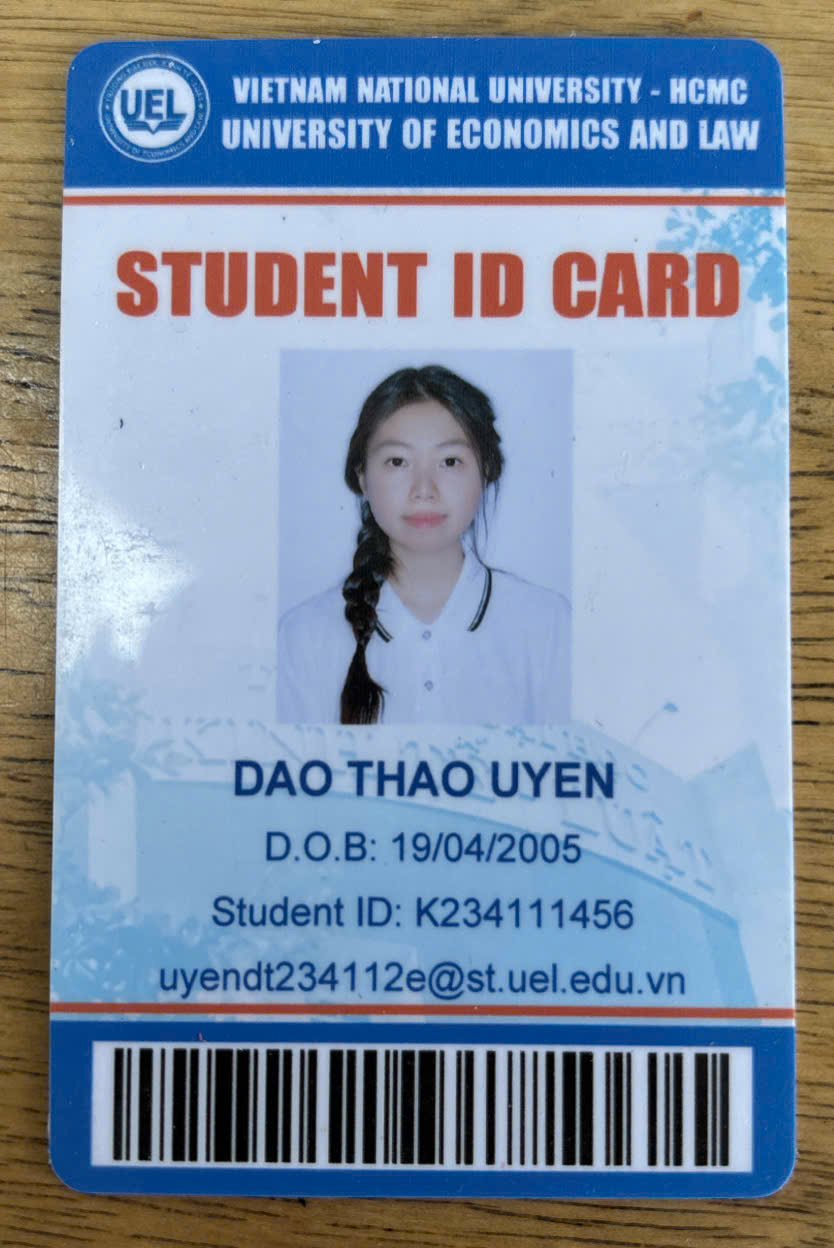 UEL
VIETNAM NATIONAL UNIVERSITY - HCMC
UNIVERSITY OF ECONOMICS AND LAW
STUDENT ID CARD
DAO THAO UYEN
D.O.B: 19/04/2005
Student ID: K234111456
uyendt234112e@st.uel.edu.vn